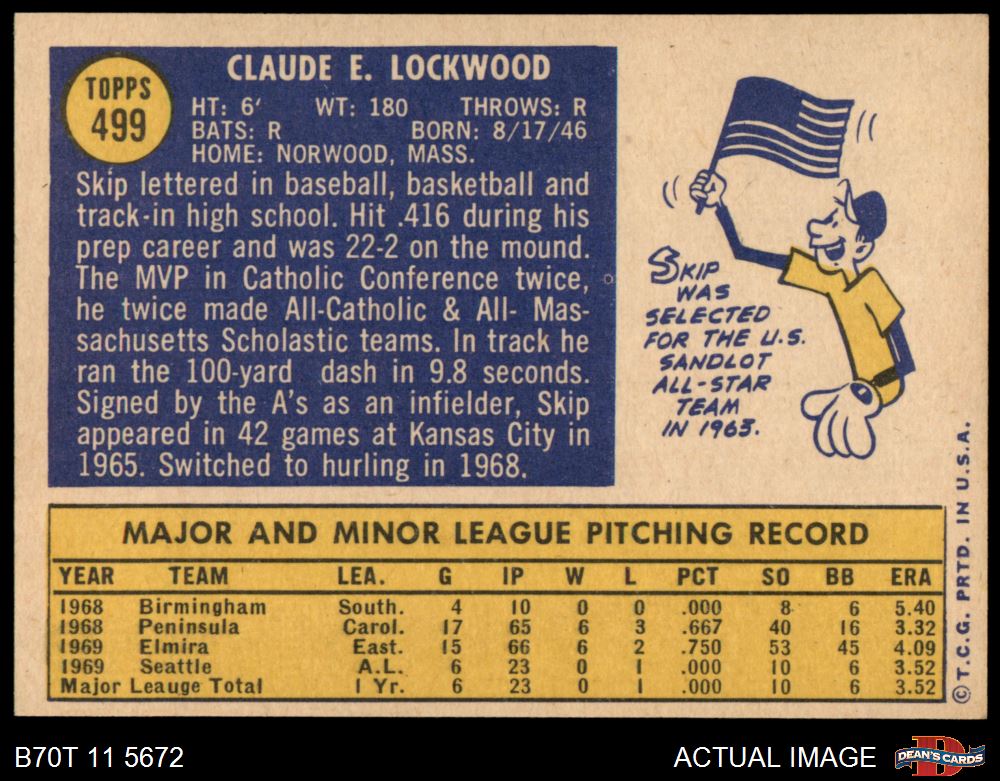 TOPPS
499
CLAUDE E. LOCKWOOD
HT: 6' WT: 180 THROWS: R
BATS: R BORN: 8/17/46
HOME: NORWOOD, MASS.
Skip lettered in baseball, basketball and
track-in high school. Hit .416 during his
prep career and was 22-2 on the mound.
The MVP in Catholic Conference twice,
he twice made All-Catholic & All- Mas-
sachusetts Scholastic teams. In track he
ran the 100-yard dash in 9.8 seconds.
Signed by the A's as an infielder, Skip
appeared in 42 games at Kansas City in
1965. Switched to hurling in 1968.
SKIP
WAS
SELECTED
FOR THE U.S.
SANDLOT
ALL-STAR
TEAM
IN 1963.
MAJOR AND MINOR LEAGUE PITCHING RECORD
YEAR TEAM LEA. G IP W L PCT SO BB ERA
1968 Birmingham South. 4 10 0 0 .000 8 6 5.40
1968 Peninsula Carol. 17 65 6 3 .667 40 16 3.32
1969 Elmira East. 15 66 6 2 .750 53 45 4.09
1969 Seattle A.L. 6 23 0 1 .000 10 6 3.52
Major Leauge Total 1 Yr. 6 23 0 1 .000 10 6 3.52
© T.C.G. PRTD. IN U.S.A.
B70T 11 5672
ACTUAL IMAGE
DEAN'S CARDS